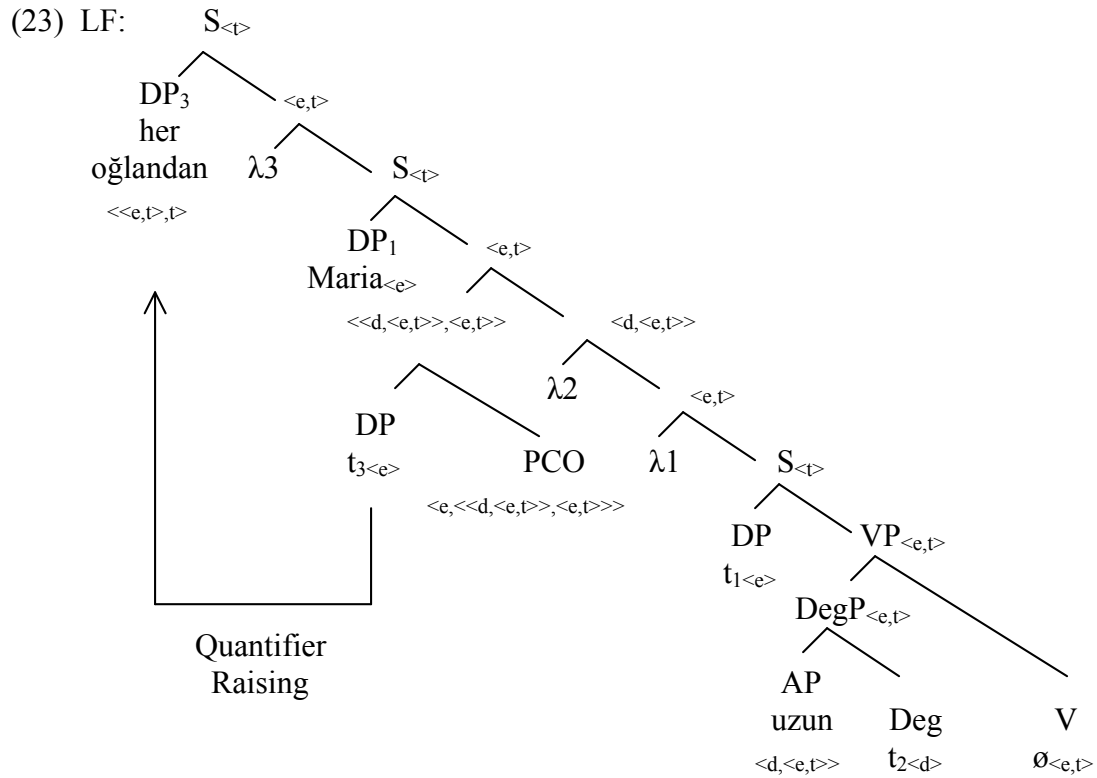 (23) LF: S<t>
DP3 <e,t>
her
oğlandan λ3 S<t>
<<e,t>,t>
DP1 <e,t>
Maria<e>
<<d,<e,t>>,<e,t>> <d,<e,t>>
λ2 <e,t>
DP
t3<e> PCO λ1 S<t>
<e,<<d,<e,t>>,<e,t>>>
DP VP<e,t>
t1<e>
DegP<e,t>
Quantifier
Raising
AP
uzun Deg V
<d,<e,t>> t2<d> ø<e,t>